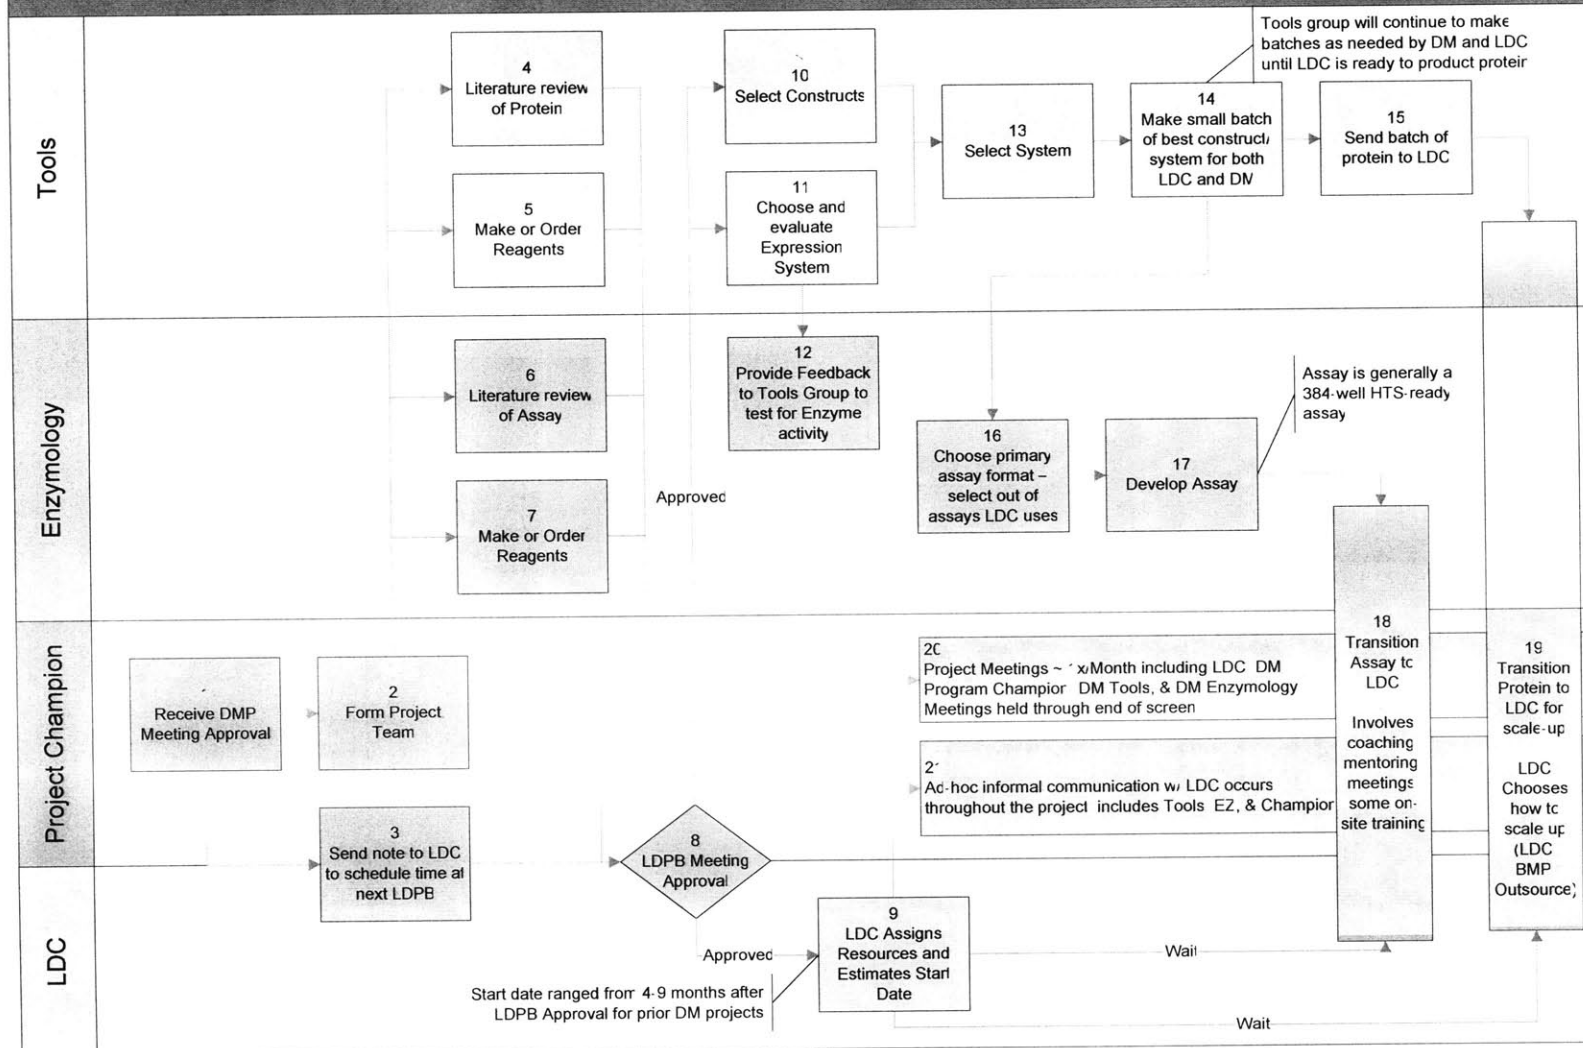 Tools
4
Literature review
of Protein
5
Make or Order
Reagents
10
Select Constructs
11
Choose and
evaluate
Expression
System
13
Select System
Tools group will continue to make
batches as needed by DM and LDC
until LDC is ready to product protein
14
Make small batch
of best construct/
system for both
LDC and DM
15
Send batch of
protein to LDC
Enzymology
6
Literature review
of Assay
7
Make or Order
Reagents
Approved
12
Provide Feedback
to Tools Group to
test for Enzyme
activity
16
Choose primary
assay format –
select out of
assays LDC uses
17
Develop Assay
Assay is generally a
384-well HTS-ready
assay
Project Champion
Receive DMP
Meeting Approval
2
Form Project
Team
3
Send note to LDC
to schedule time at
next LDPB
8
LDPB Meeting
Approval
20
Project Meetings ~ 1x/Month including LDC DM
Program Champion DM Tools, & DM Enzymology
Meetings held through end of screen
21
Ad-hoc informal communication w/ LDC occurs
throughout the project includes Tools EZ, & Champion
18
Transition
Assay to
LDC
Involves
coaching
mentoring
meetings
some on-
site training
19
Transition
Protein to
LDC for
scale-up
LDC
Chooses
how to
scale up
(LDC
BMP
Outsource)
LDC
Approved
9
LDC Assigns
Resources and
Estimates Start
Date
Start date ranged from 4-9 months after
LDPB Approval for prior DM projects
Wait
Wait